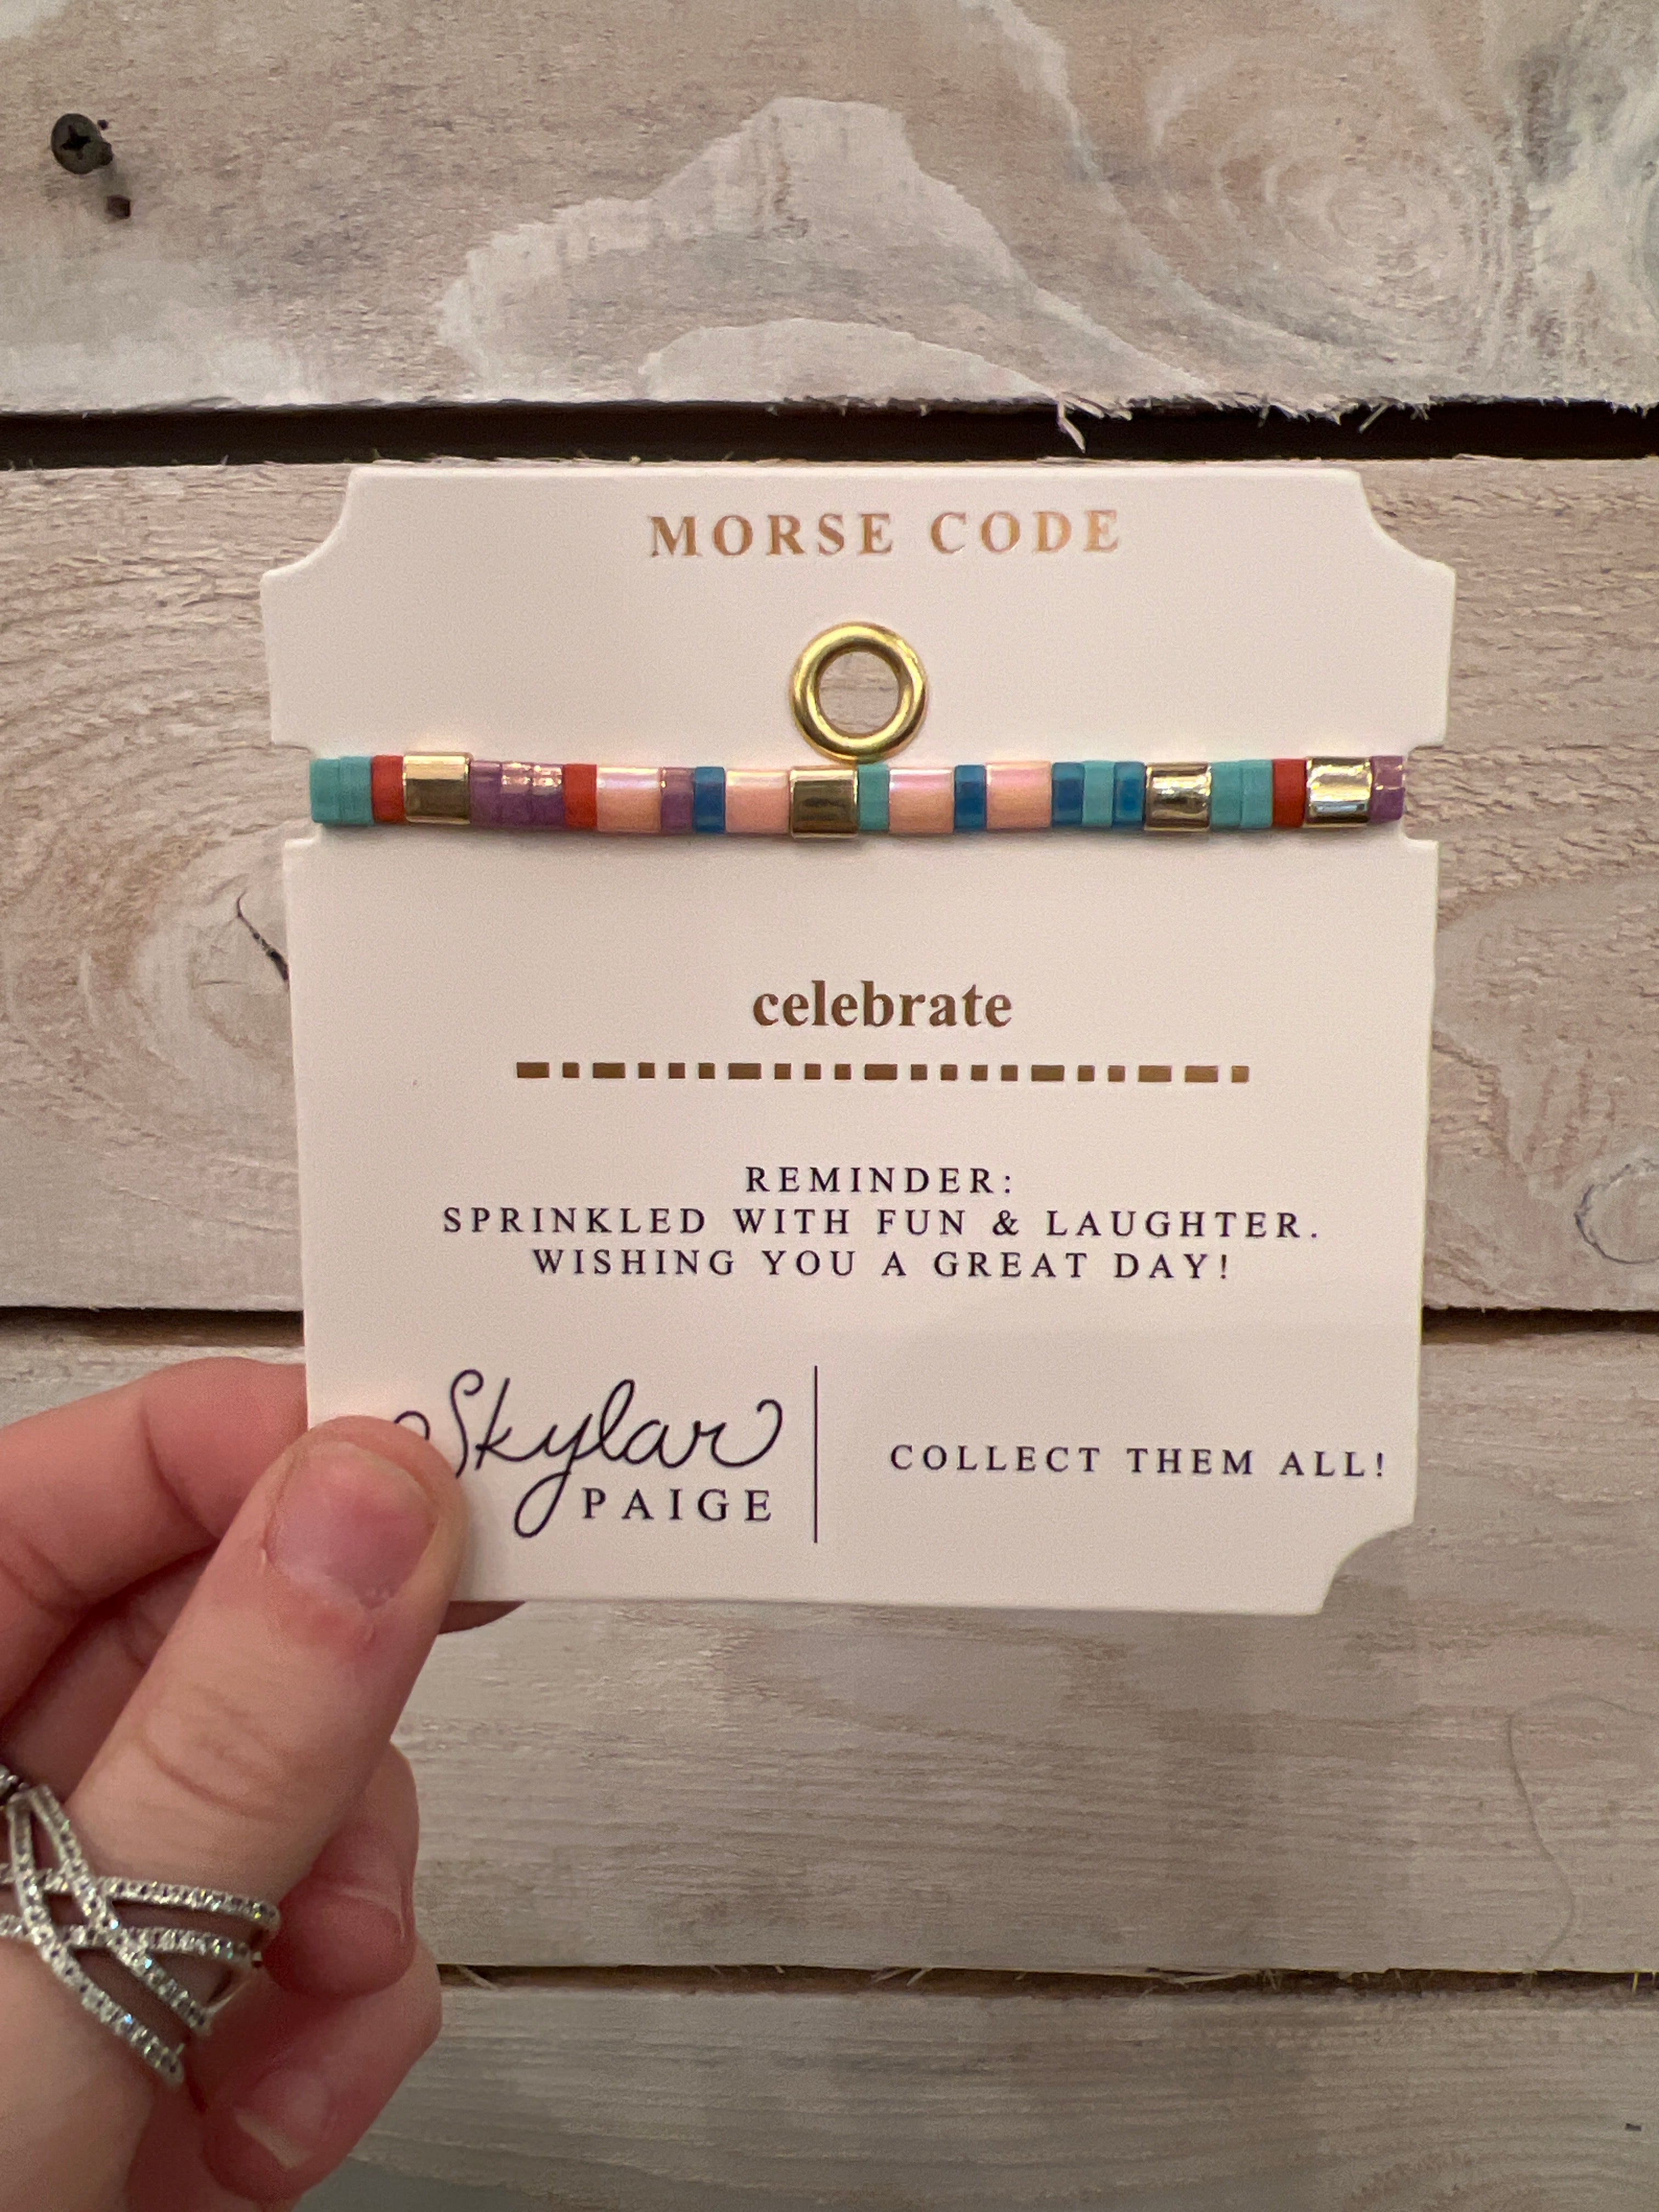 MORSE CODE
celebrate
REMINDER:
SPRINKLED WITH FUN & LAUGHTER.
WISHING YOU A GREAT DAY!
Skylar
PAIGE
COLLECT THEM ALL!